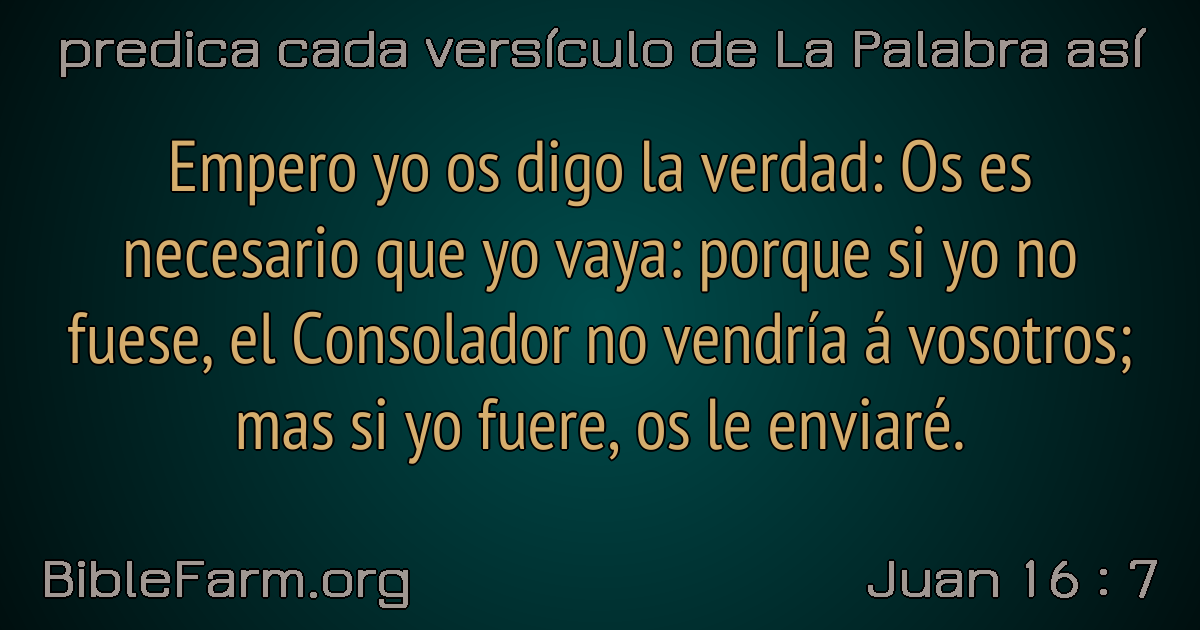 predica cada versículo de La Palabra así
Empero yo os digo la verdad: Os es
necesario que yo vaya: porque si yo no
fuese, el Consolador no vendría á vosotros;
mas si yo fuere, os le enviaré.
BibleFarm.org
Juan 16 : 7